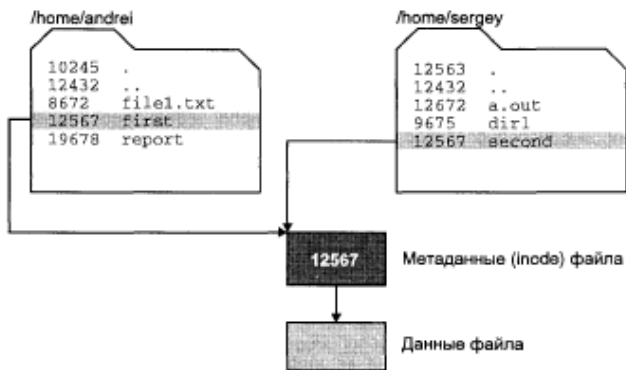 /home/andrei
10245 .
12432 ..
8672 file1.txt
12567 first
19678 report
/home/sergey
12563 .
12432 ..
12672 a.out
9675 dir1
12567 second
12567
Метаданные (inode) файла
Данные файла